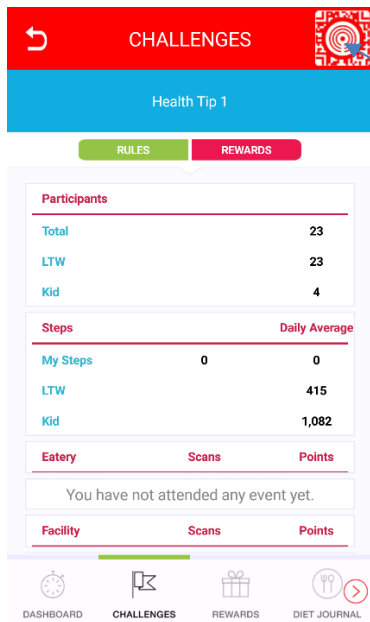 CHALLENGES
Health Tip 1
RULES REWARDS
Participants
Total 23
LTW 23
Kid 4
Steps Daily Average
My Steps 0 0
LTW 415
Kid 1,082
Eatery Scans Points
You have not attended any event yet.
Facility Scans Points
DASHBOARD CHALLENGES REWARDS DIET JOURNAL